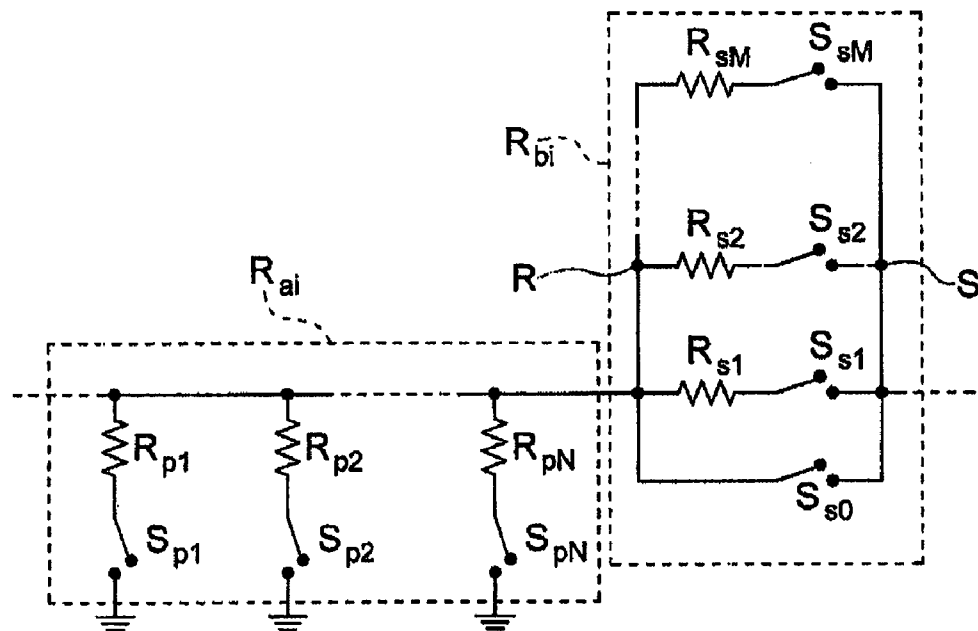 R_sM S_sM
R_bi
R_s2 S_s2
R S
R_ai
R_s1 S_s1
R_p1 R_p2 R_pN
S_s0
S_p1 S_p2 S_pN